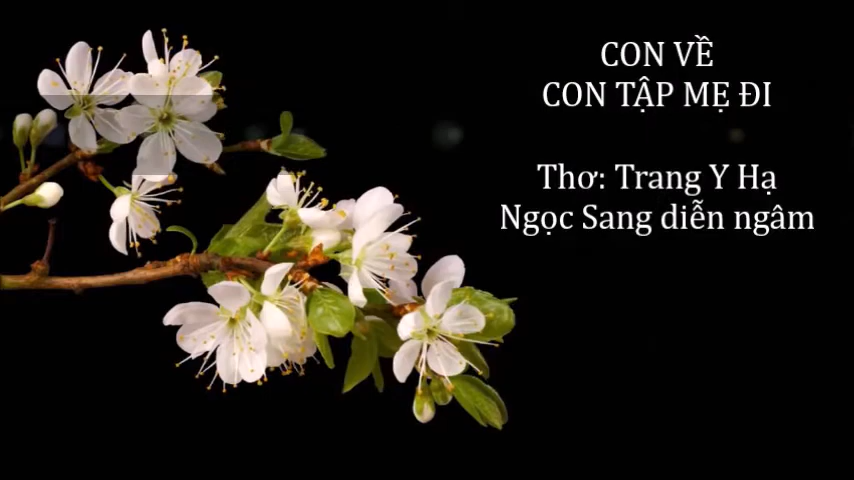 CON VỀ
CON TẬP MẸ ĐI
Thơ: Trang Y Hạ
Ngọc Sang diễn ngâm